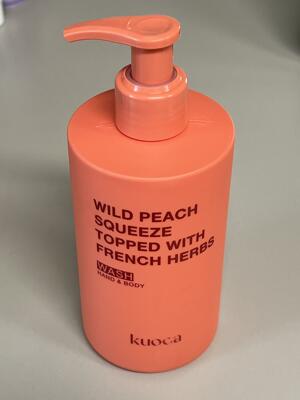 WILD PEACH
SQUEEZE
TOPPED WITH
FRENCH HERBS
WASH
HAND & BODY
kuoca